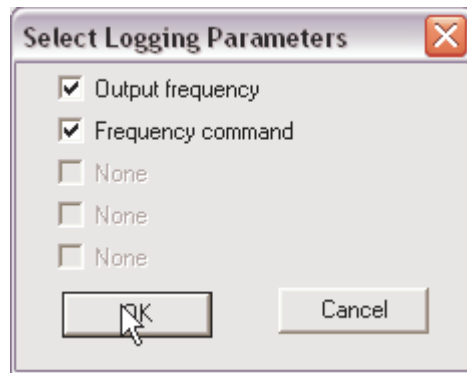 Select Logging Parameters
Output frequency
Frequency command
None
None
None
OK
Cancel